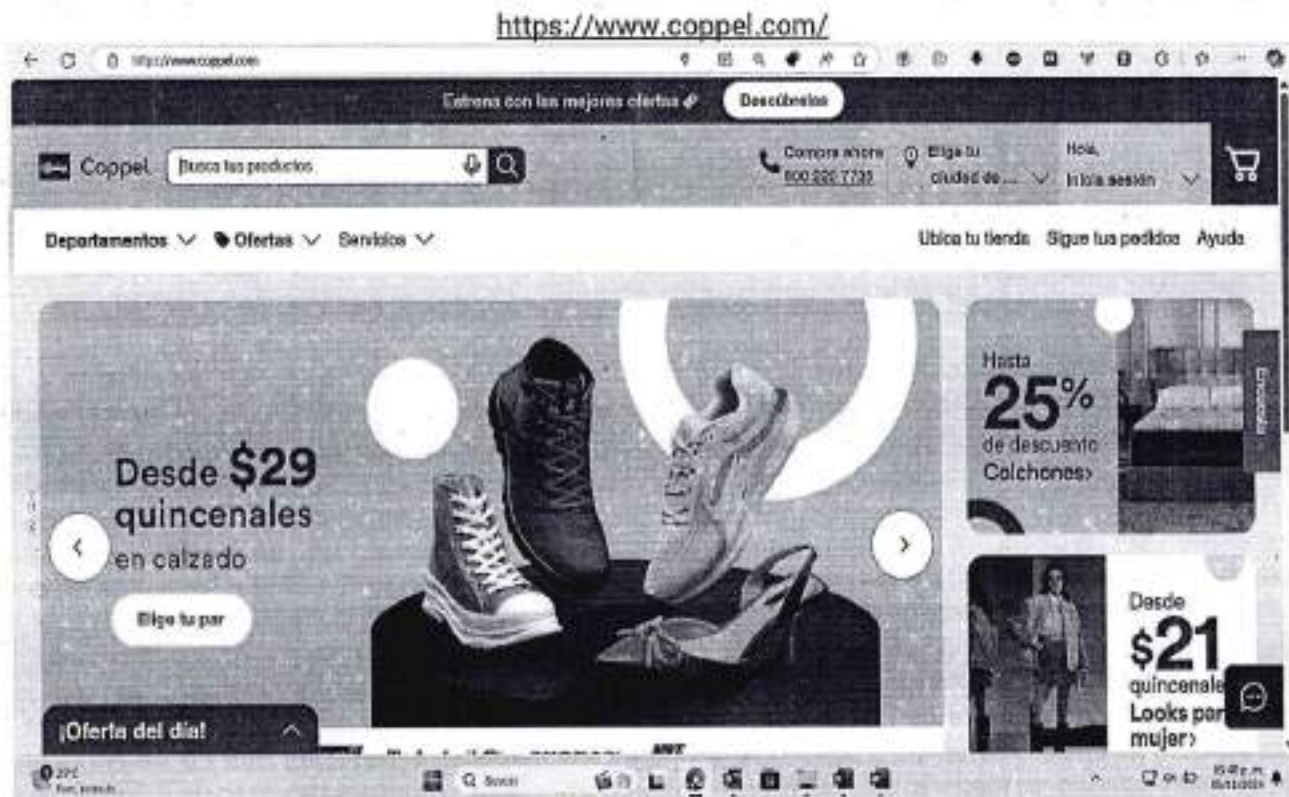 https://www.coppel.com/
Estrena con las mejores ofertas
Descúbrelas
Coppel
Busca tus productos
Compra ahora
800 220 7735
Elige tu
ciudad de ...
Hola,
Inicia sesión
Departamentos
Ofertas
Servicios
Ubica tu tienda
Sigue tus pedidos
Ayuda
Desde $29
quincenales
en calzado
Elige tu par
Hasta
25%
de descuento
Colchones>
Desde
$21
quincenale
Looks par
mujer>
¡Oferta del día!
Buscar